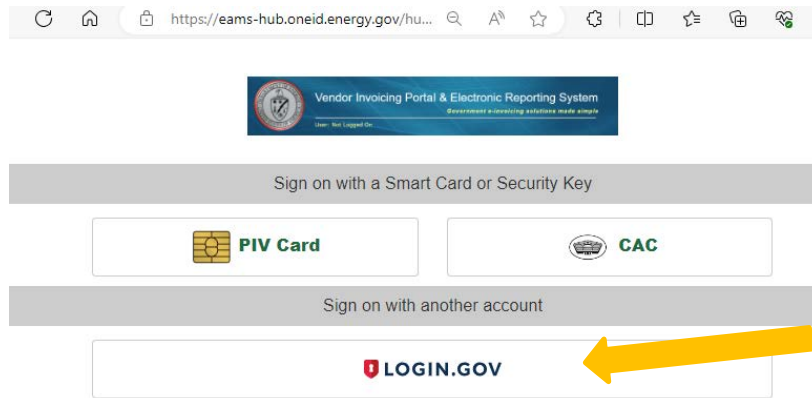 https://eams-hub.oneid.energy.gov/hu...
Vendor Invoicing Portal & Electronic Reporting System
Government e-invoicing solutions made simple
User: Not Logged On
Sign on with a Smart Card or Security Key
PIV Card
CAC
Sign on with another account
LOGIN.GOV